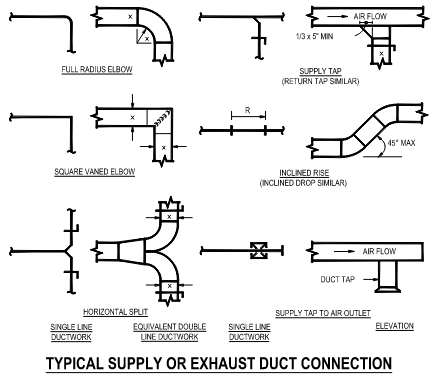 AIR FLOW
x
1/3 x 5" MIN
x
x
x
FULL RADIUS ELBOW
SUPPLY TAP
(RETURN TAP SIMILAR)
R
x
45° MAX
x
SQUARE VANED ELBOW
INCLINED RISE
(INCLINED DROP SIMILAR)
x
AIR FLOW
DUCT TAP
x
HORIZONTAL SPLIT
SUPPLY TAP TO AIR OUTLET
SINGLE LINE
DUCTWORK
EQUIVALENT DOUBLE
LINE DUCTWORK
SINGLE LINE
DUCTWORK
ELEVATION
TYPICAL SUPPLY OR EXHAUST DUCT CONNECTION